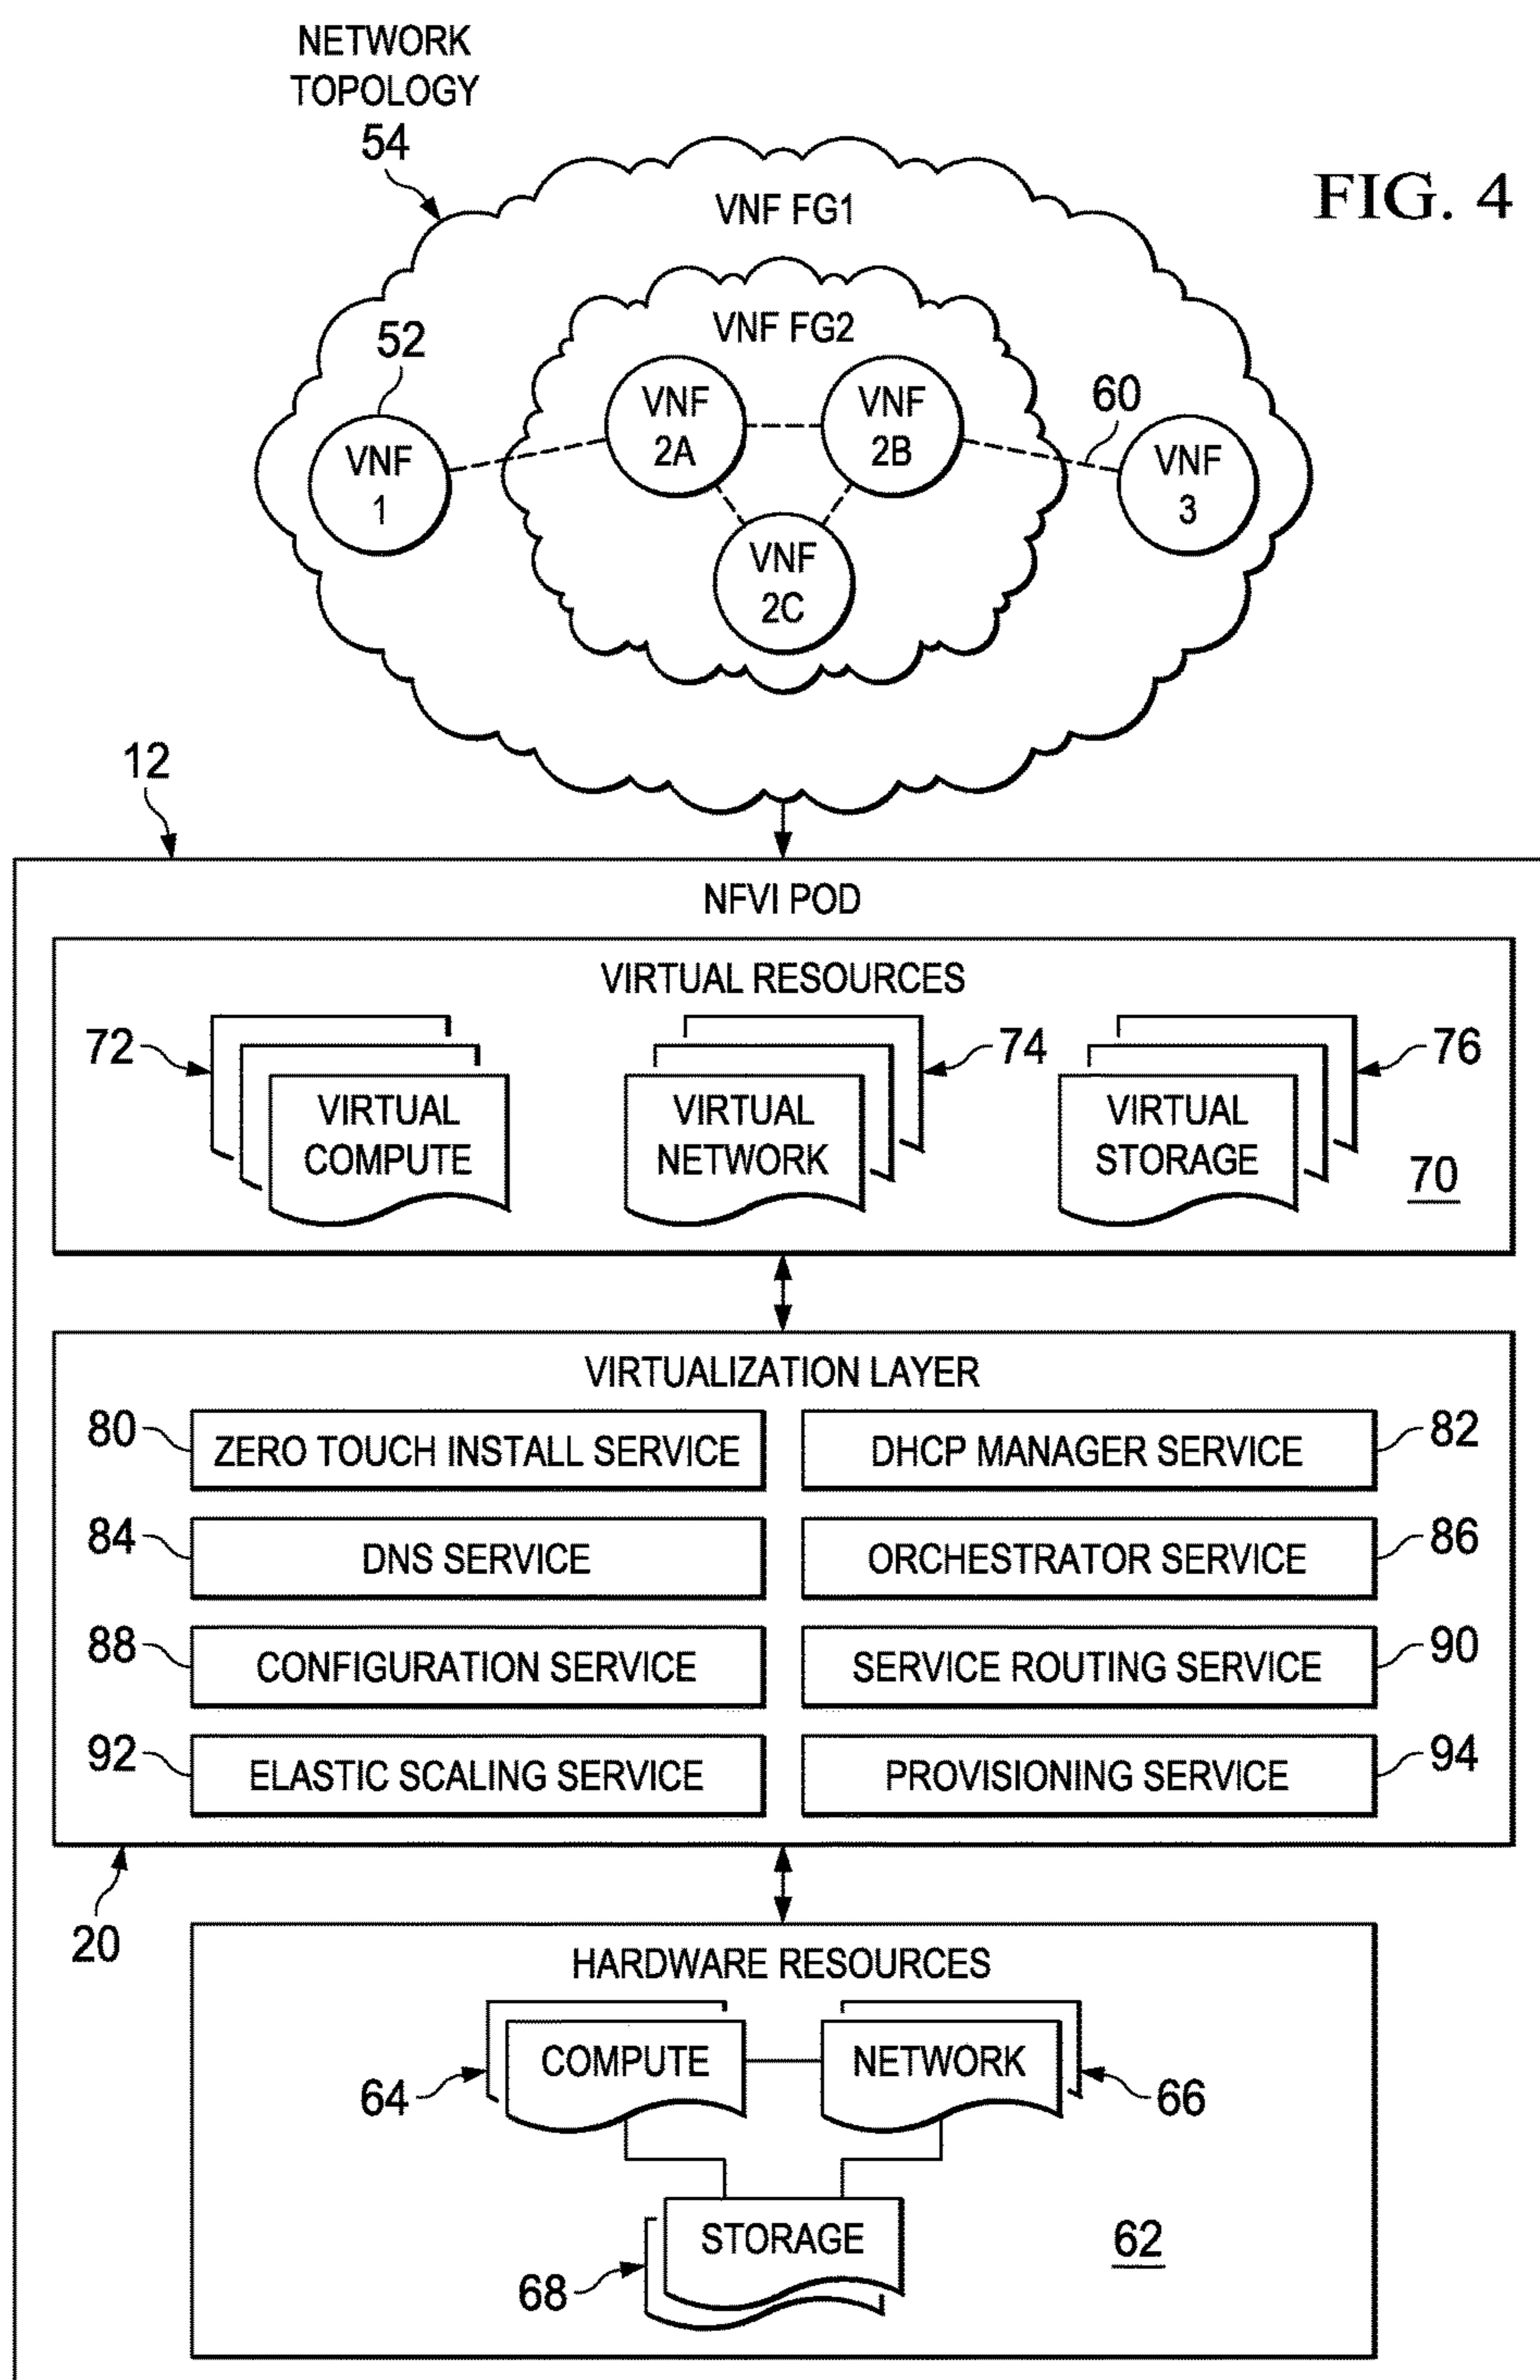 NETWORK
TOPOLOGY
54
FIG. 4
VNF FG1
VNF FG2
52
60
VNF
1
VNF
2A
VNF
2B
VNF
2C
VNF
3
12
NFVI POD
VIRTUAL RESOURCES
72
VIRTUAL
COMPUTE
74
VIRTUAL
NETWORK
76
VIRTUAL
STORAGE
70
VIRTUALIZATION LAYER
80
ZERO TOUCH INSTALL SERVICE
DHCP MANAGER SERVICE
82
84
DNS SERVICE
ORCHESTRATOR SERVICE
86
88
CONFIGURATION SERVICE
SERVICE ROUTING SERVICE
90
92
ELASTIC SCALING SERVICE
PROVISIONING SERVICE
94
20
HARDWARE RESOURCES
COMPUTE
NETWORK
64
66
STORAGE
68
62